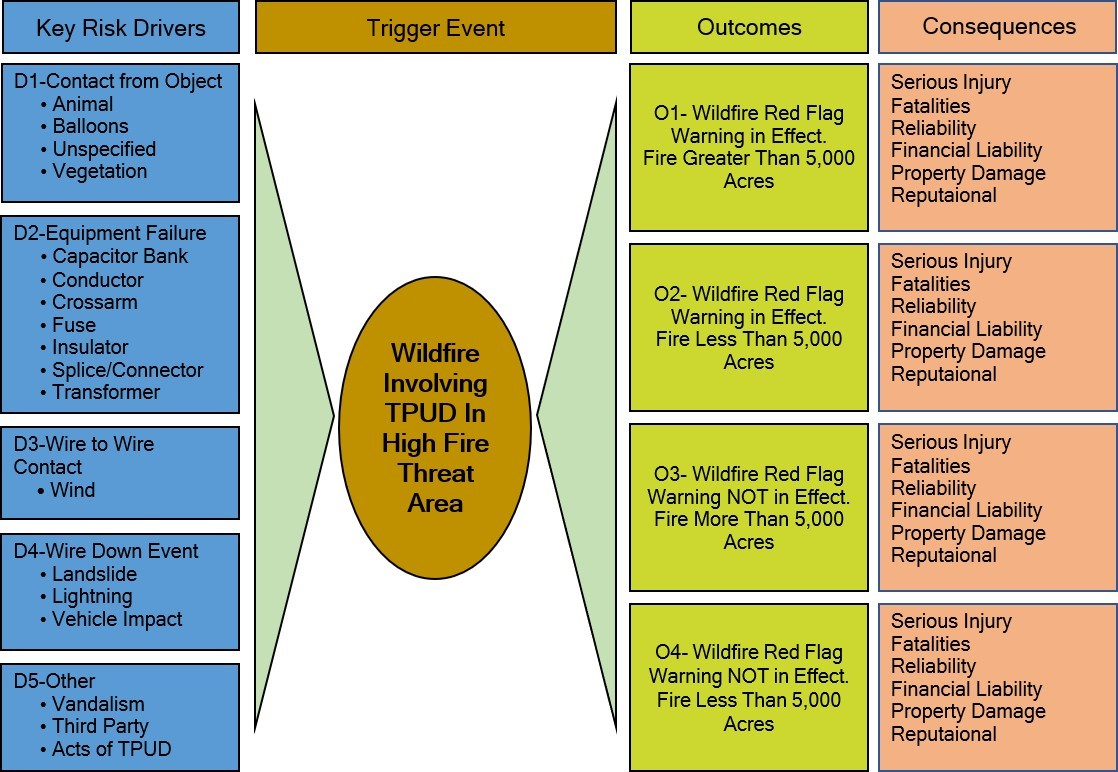 Key Risk Drivers
Trigger Event
Outcomes
Consequences
D1-Contact from Object
• Animal
• Balloons
• Unspecified
• Vegetation
D2-Equipment Failure
• Capacitor Bank
• Conductor
• Crossarm
• Fuse
• Insulator
• Splice/Connector
• Transformer
D3-Wire to Wire
Contact
• Wind
D4-Wire Down Event
• Landslide
• Lightning
• Vehicle Impact
D5-Other
• Vandalism
• Third Party
• Acts of TPUD
Wildfire
Involving
TPUD In
High Fire
Threat
Area
O1- Wildfire Red Flag
Warning in Effect.
Fire Greater Than 5,000
Acres
O2- Wildfire Red Flag
Warning in Effect.
Fire Less Than 5,000
Acres
O3- Wildfire Red Flag
Warning NOT in Effect.
Fire More Than 5,000
Acres
O4- Wildfire Red Flag
Warning NOT in Effect.
Fire Less Than 5,000
Acres
Serious Injury
Fatalities
Reliability
Financial Liability
Property Damage
Reputaional
Serious Injury
Fatalities
Reliability
Financial Liability
Property Damage
Reputaional
Serious Injury
Fatalities
Reliability
Financial Liability
Property Damage
Reputaional
Serious Injury
Fatalities
Reliability
Financial Liability
Property Damage
Reputaional